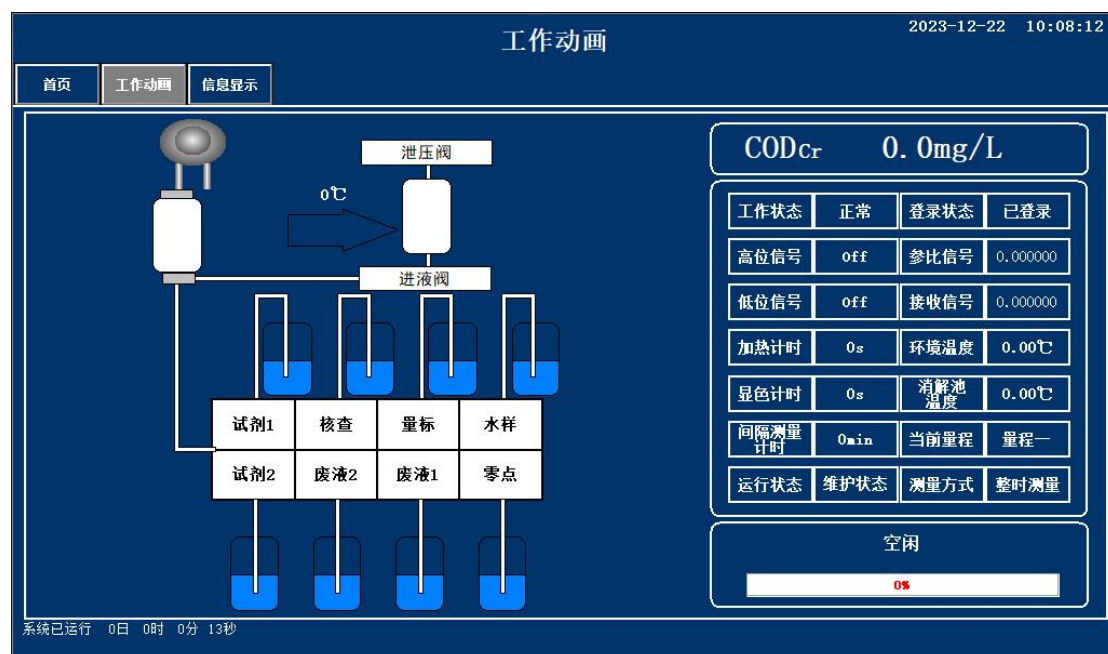 工作动画
2023-12-22 10:08:12
首页 工作动画 信息显示
泄压阀
0℃
进液阀
试剂1 核查 量标 水样
试剂2 废液2 废液1 零点
CODcr 0.0mg/L
工作状态 正常 登录状态 已登录
高位信号 Off 参比信号 0.000000
低位信号 Off 接收信号 0.000000
加热计时 0s 环境温度 0.00℃
显色计时 0s 消解池
温度 0.00℃
间隔测量
计时 0min 当前量程 量程一
运行状态 维护状态 测量方式 整时测量
空闲
0%
系统已运行 0日 0时 0分 13秒